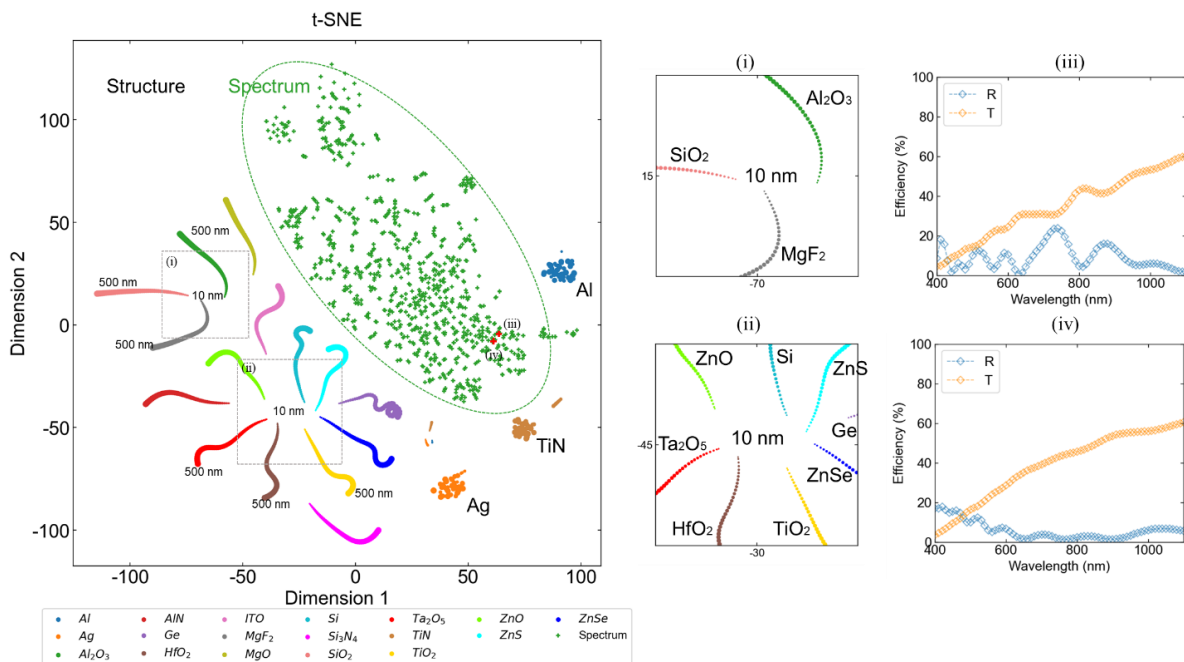 t-SNE
Structure
Spectrum
Dimension 2
100
50
0
-50
-100
-100
-50
0
50
100
Dimension 1
500 nm
(i)
500 nm
10 nm
500 nm
(ii)
10 nm
500 nm
500 nm
500 nm
(iii)
(iv)
Al
TiN
Ag
Al
AlN
ITO
Si
Ta₂O₅
ZnO
ZnSe
Ag
Ge
MgF₂
Si₃N₄
TiN
ZnS
Spectrum
Al₂O₃
HfO₂
MgO
SiO₂
TiO₂
(i)
Al₂O₃
SiO₂
15
10 nm
MgF₂
-70
(ii)
ZnO
Si
ZnS
Ge
Ta₂O₅
-45
10 nm
ZnSe
HfO₂
TiO₂
-30
(iii)
R
T
Efficiency (%)
100
80
60
40
20
0
400
600
800
1000
Wavelength (nm)
(iv)
R
T
Efficiency (%)
100
80
60
40
20
0
400
600
800
1000
Wavelength (nm)